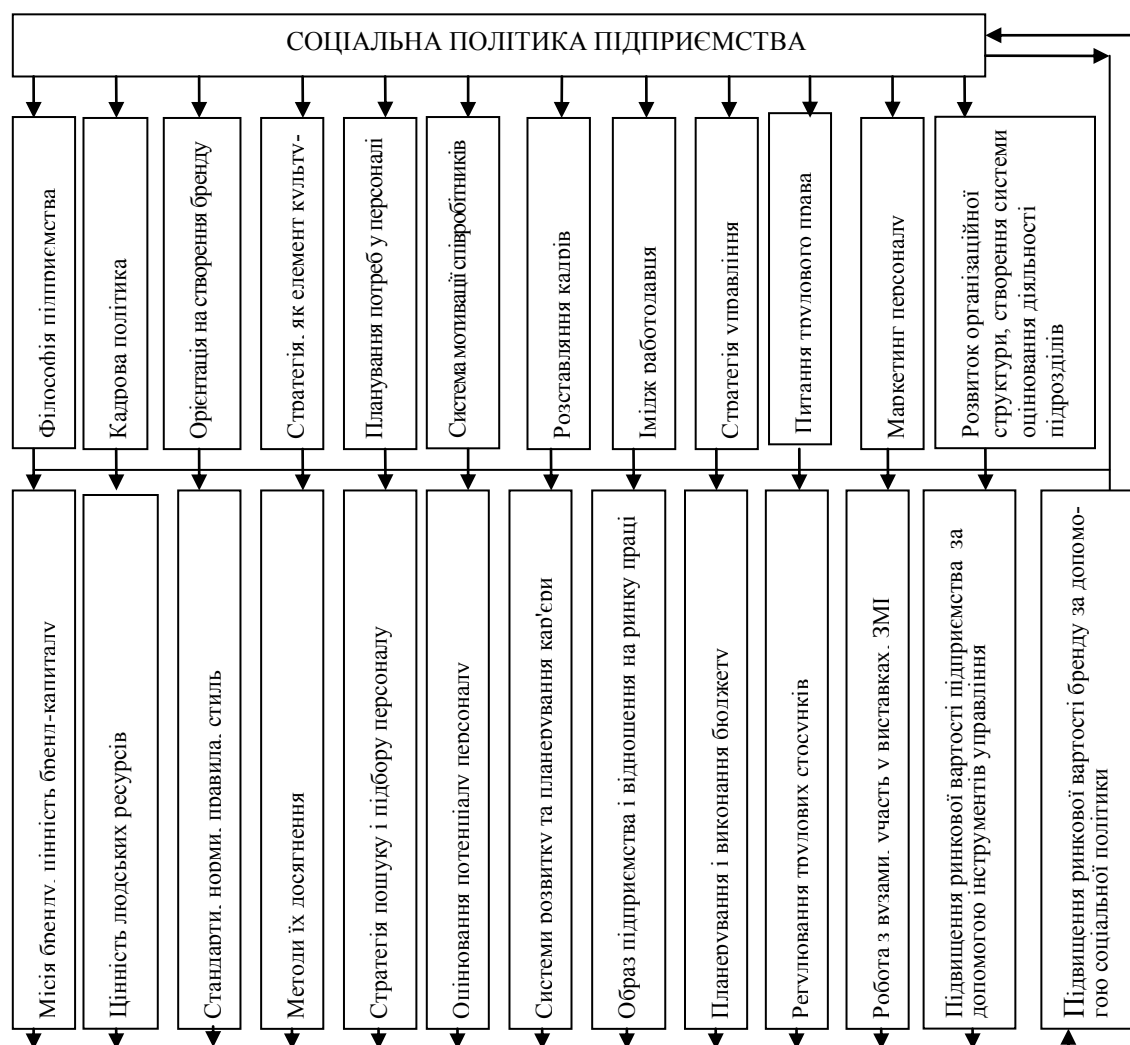 СОЦІАЛЬНА ПОЛІТИКА ПІДПРИЄМСТВА
Філософія підприємства
Кадрова політика
Орієнтація на створення бренду
Стратегія, як елемент культу-
Планування потреб у персоналі
Система мотивації співробітників
Розставляння кадрів
Імідж работодавця
Стратегія управління
Питання трудового права
Маркетинг персоналу
Розвиток організаційної
структури, створення системи
оцінювання діяльності
підрозділів
Місія бренду, цінність бренд-капиталу
Цінність людських ресурсів
Стандарти, норми, правила, стиль
Методи їх досягнення
Стратегія пошуку і підбору персоналу
Оцінювання потенціалу персоналу
Системи розвитку та планерування кар'єри
Образ підприємства і відношення на ринку праці
Планерування і виконання бюджету
Регулювання трудових стосунків
Робота з вузами, участь у виставках, ЗМІ
Підвищення ринкової вартості підприємства за
допомогою інструментів управління
Підвищення ринкової вартості бренду за допомо-
гою соціальної політики